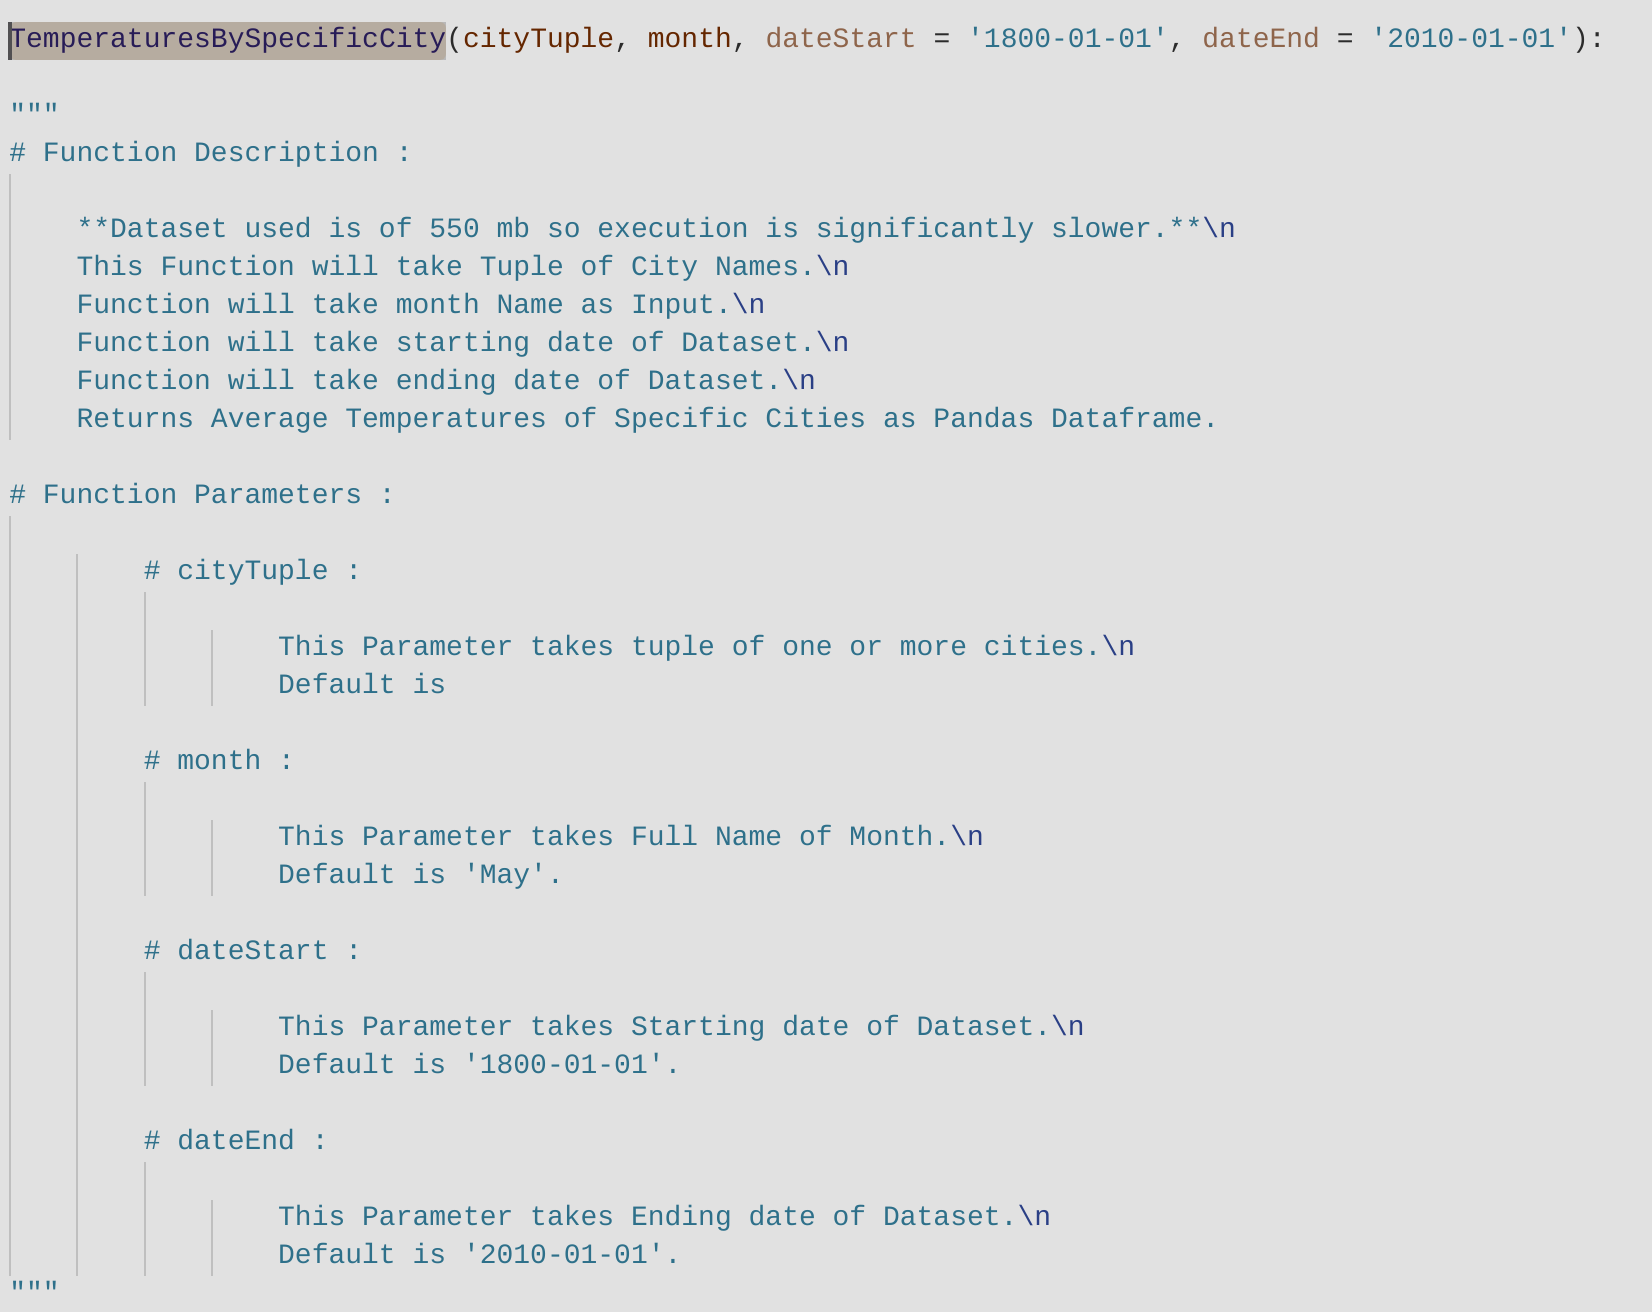 TemperaturesBySpecificCity(cityTuple, month, dateStart = '1800-01-01', dateEnd = '2010-01-01'):
"""
# Function Description :
**Dataset used is of 550 mb so execution is significantly slower.**\n
This Function will take Tuple of City Names.\n
Function will take month Name as Input.\n
Function will take starting date of Dataset.\n
Function will take ending date of Dataset.\n
Returns Average Temperatures of Specific Cities as Pandas Dataframe.
# Function Parameters :
# cityTuple :
This Parameter takes tuple of one or more cities.\n
Default is
# month :
This Parameter takes Full Name of Month.\n
Default is 'May'.
# dateStart :
This Parameter takes Starting date of Dataset.\n
Default is '1800-01-01'.
# dateEnd :
This Parameter takes Ending date of Dataset.\n
Default is '2010-01-01'.
"""